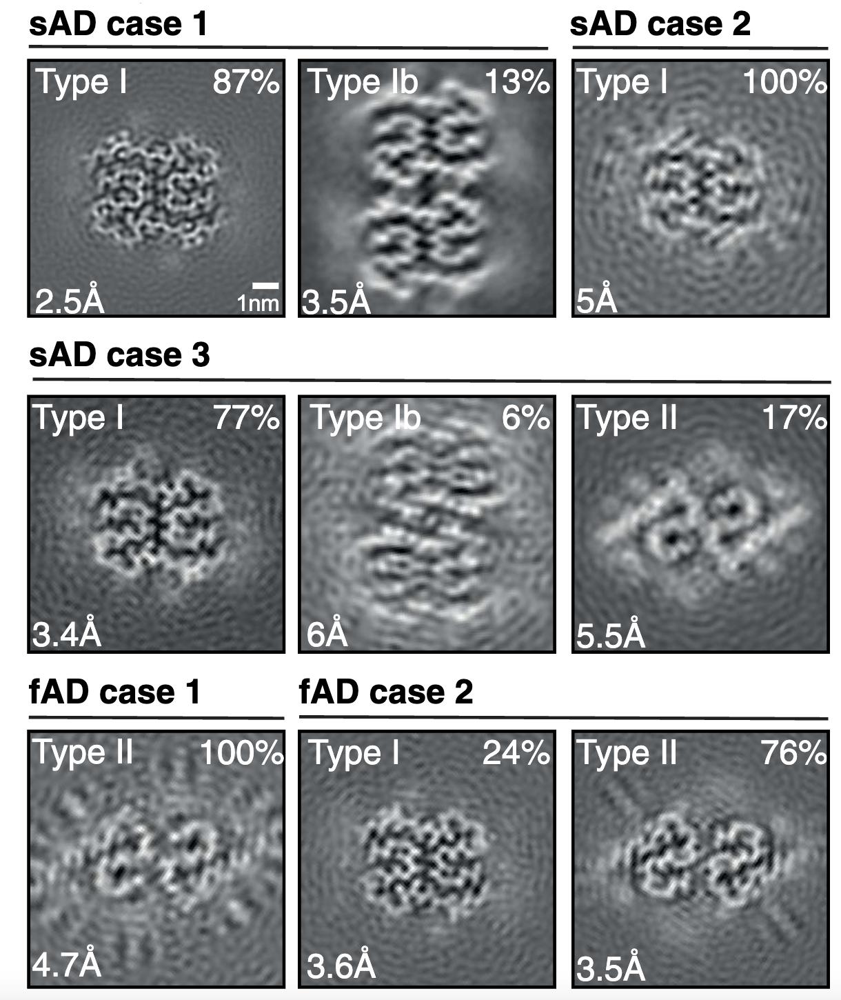 sAD case 1
sAD case 2
Type I 87%
2.5Å
1nm
Type Ib 13%
3.5Å
Type I 100%
5Å
sAD case 3
Type I 77%
3.4Å
Type Ib 6%
6Å
Type II 17%
5.5Å
fAD case 1
fAD case 2
Type II 100%
4.7Å
Type I 24%
3.6Å
Type II 76%
3.5Å